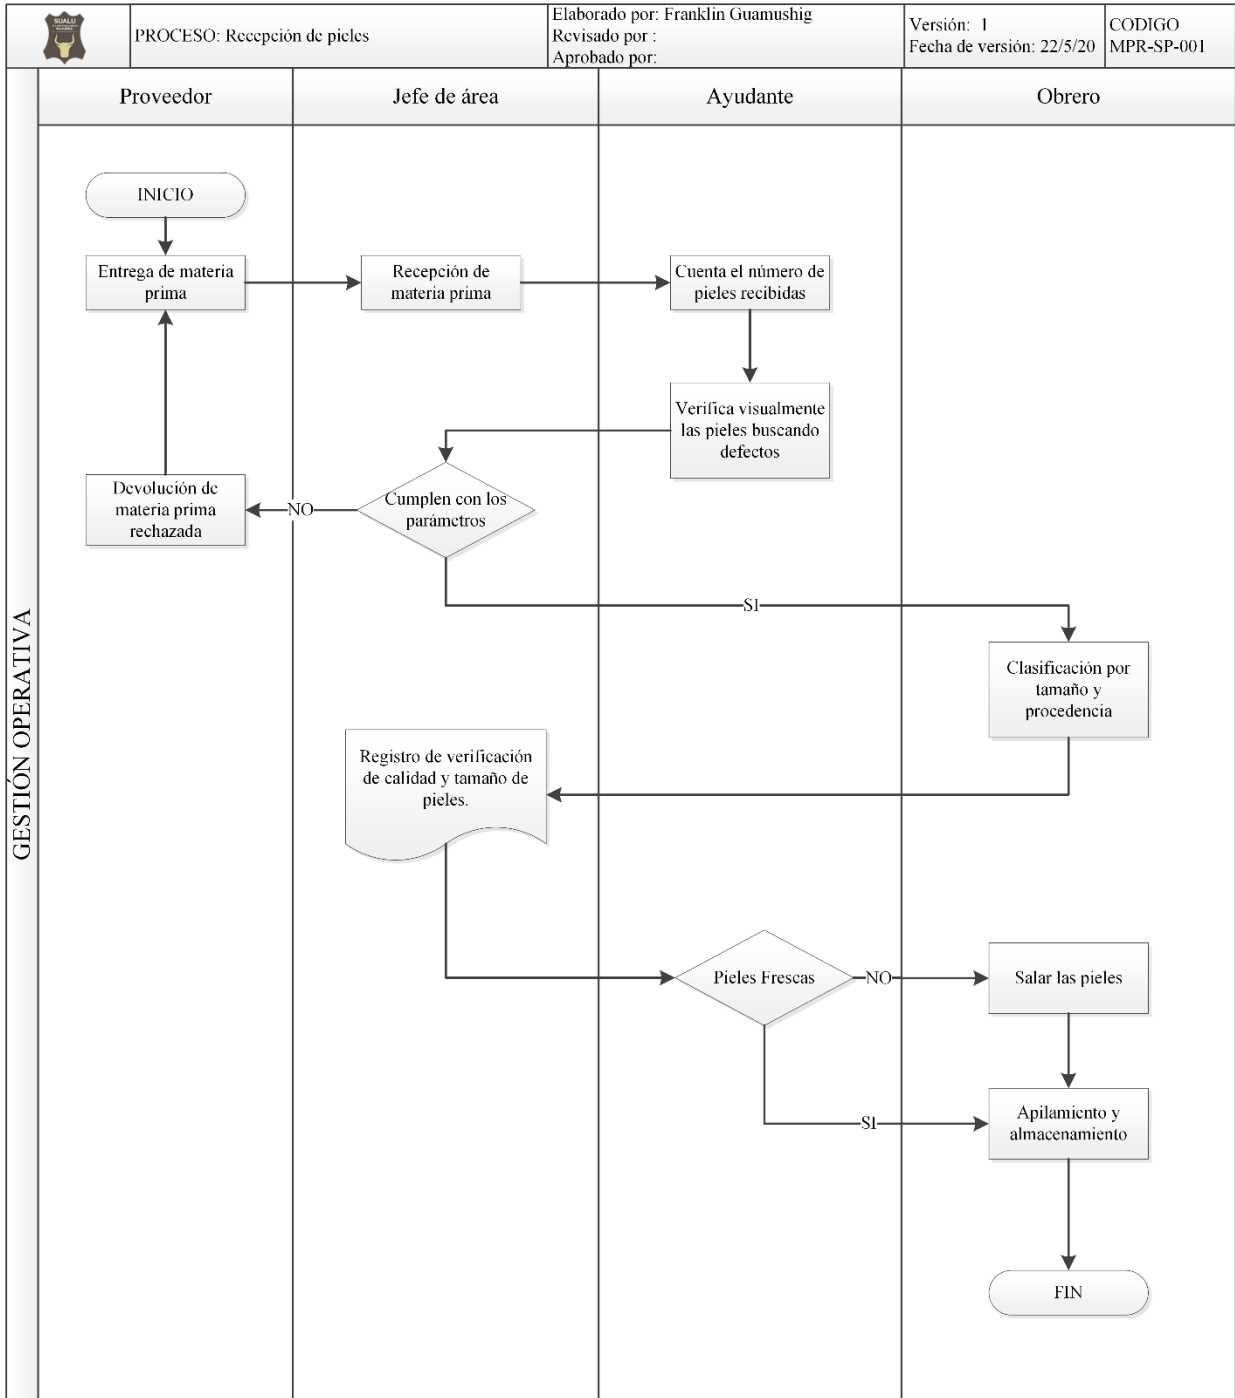 SUALU
PROCESO: Recepción de pieles
Elaborado por: Franklin Guamushig
Revisado por :
Aprobado por:
Versión: 1
Fecha de versión: 22/5/20
CODIGO
MPR-SP-001
GESTIÓN OPERATIVA
Proveedor
Jefe de área
Ayudante
Obrero
INICIO
Entrega de materia
prima
Recepción de
materia prima
Cuenta el número de
pieles recibidas
Verifica visualmente
las pieles buscando
defectos
Cumplen con los
parámetros
NO
Devolución de
materia prima
rechazada
SI
Clasificación por
tamaño y
procedencia
Registro de verificación
de calidad y tamaño de
pieles.
Pieles Frescas
NO
Salar las pieles
SI
Apilamiento y
almacenamiento
FIN